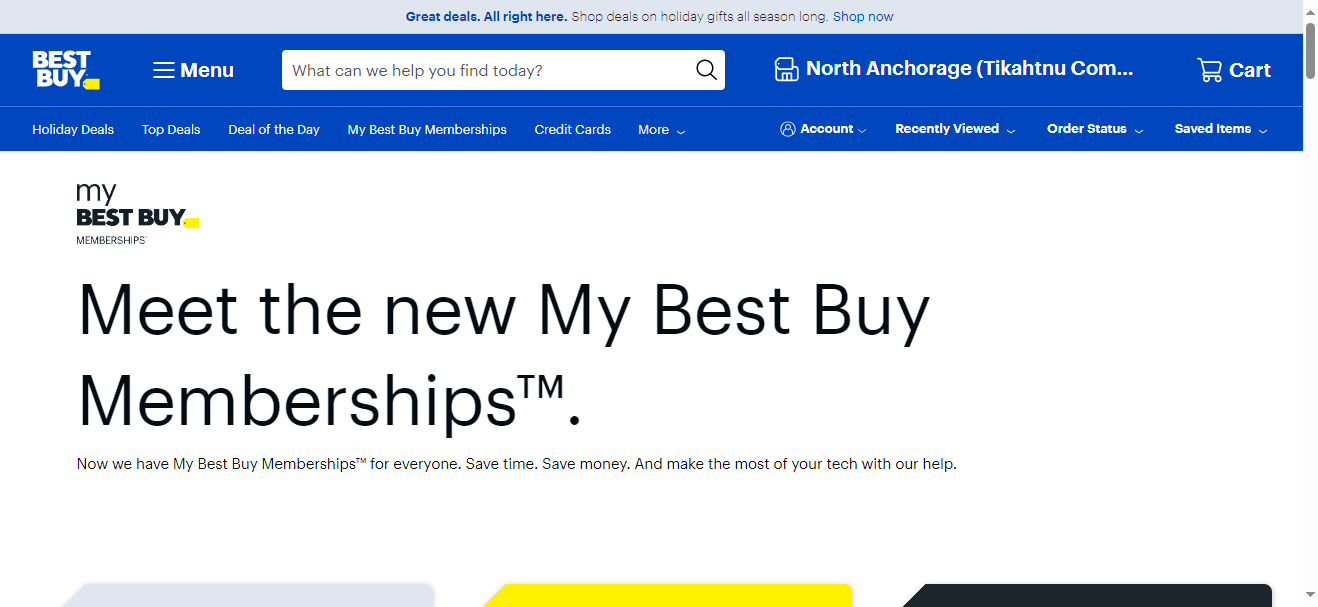 Great deals. All right here. Shop deals on holiday gifts all season long. Shop now
BEST BUY
Menu
What can we help you find today?
North Anchorage (Tikahtnu Com...
Cart
Holiday Deals
Top Deals
Deal of the Day
My Best Buy Memberships
Credit Cards
More
Account
Recently Viewed
Order Status
Saved Items
my
BEST BUY
MEMBERSHIPS™
Meet the new My Best Buy
Memberships™.
Now we have My Best Buy Memberships™ for everyone. Save time. Save money. And make the most of your tech with our help.